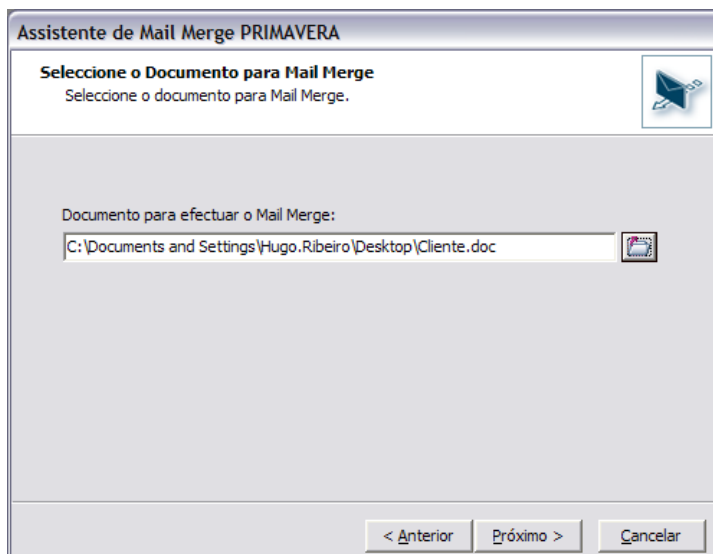 Assistente de Mail Merge PRIMAVERA
Seleccione o Documento para Mail Merge
Seleccione o documento para Mail Merge.
Documento para efectuar o Mail Merge:
C:\Documents and Settings\Hugo.Ribeiro\Desktop\Cliente.doc
< Anterior Próximo > Cancelar